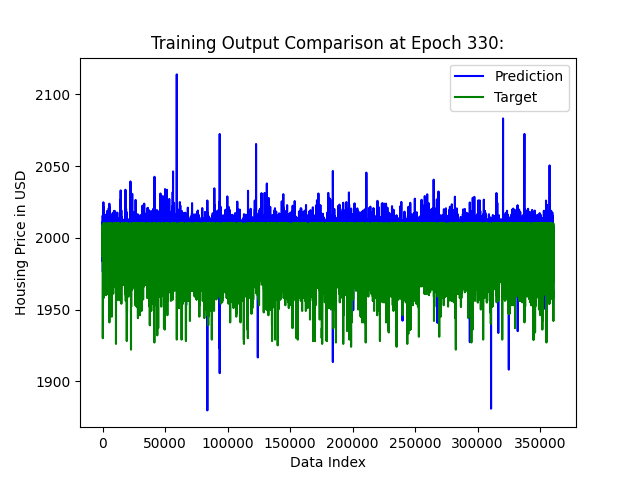 Training Output Comparison at Epoch 330:
Prediction
Target
Housing Price in USD
2100
2050
2000
1950
1900
0 50000 100000 150000 200000 250000 300000 350000
Data Index